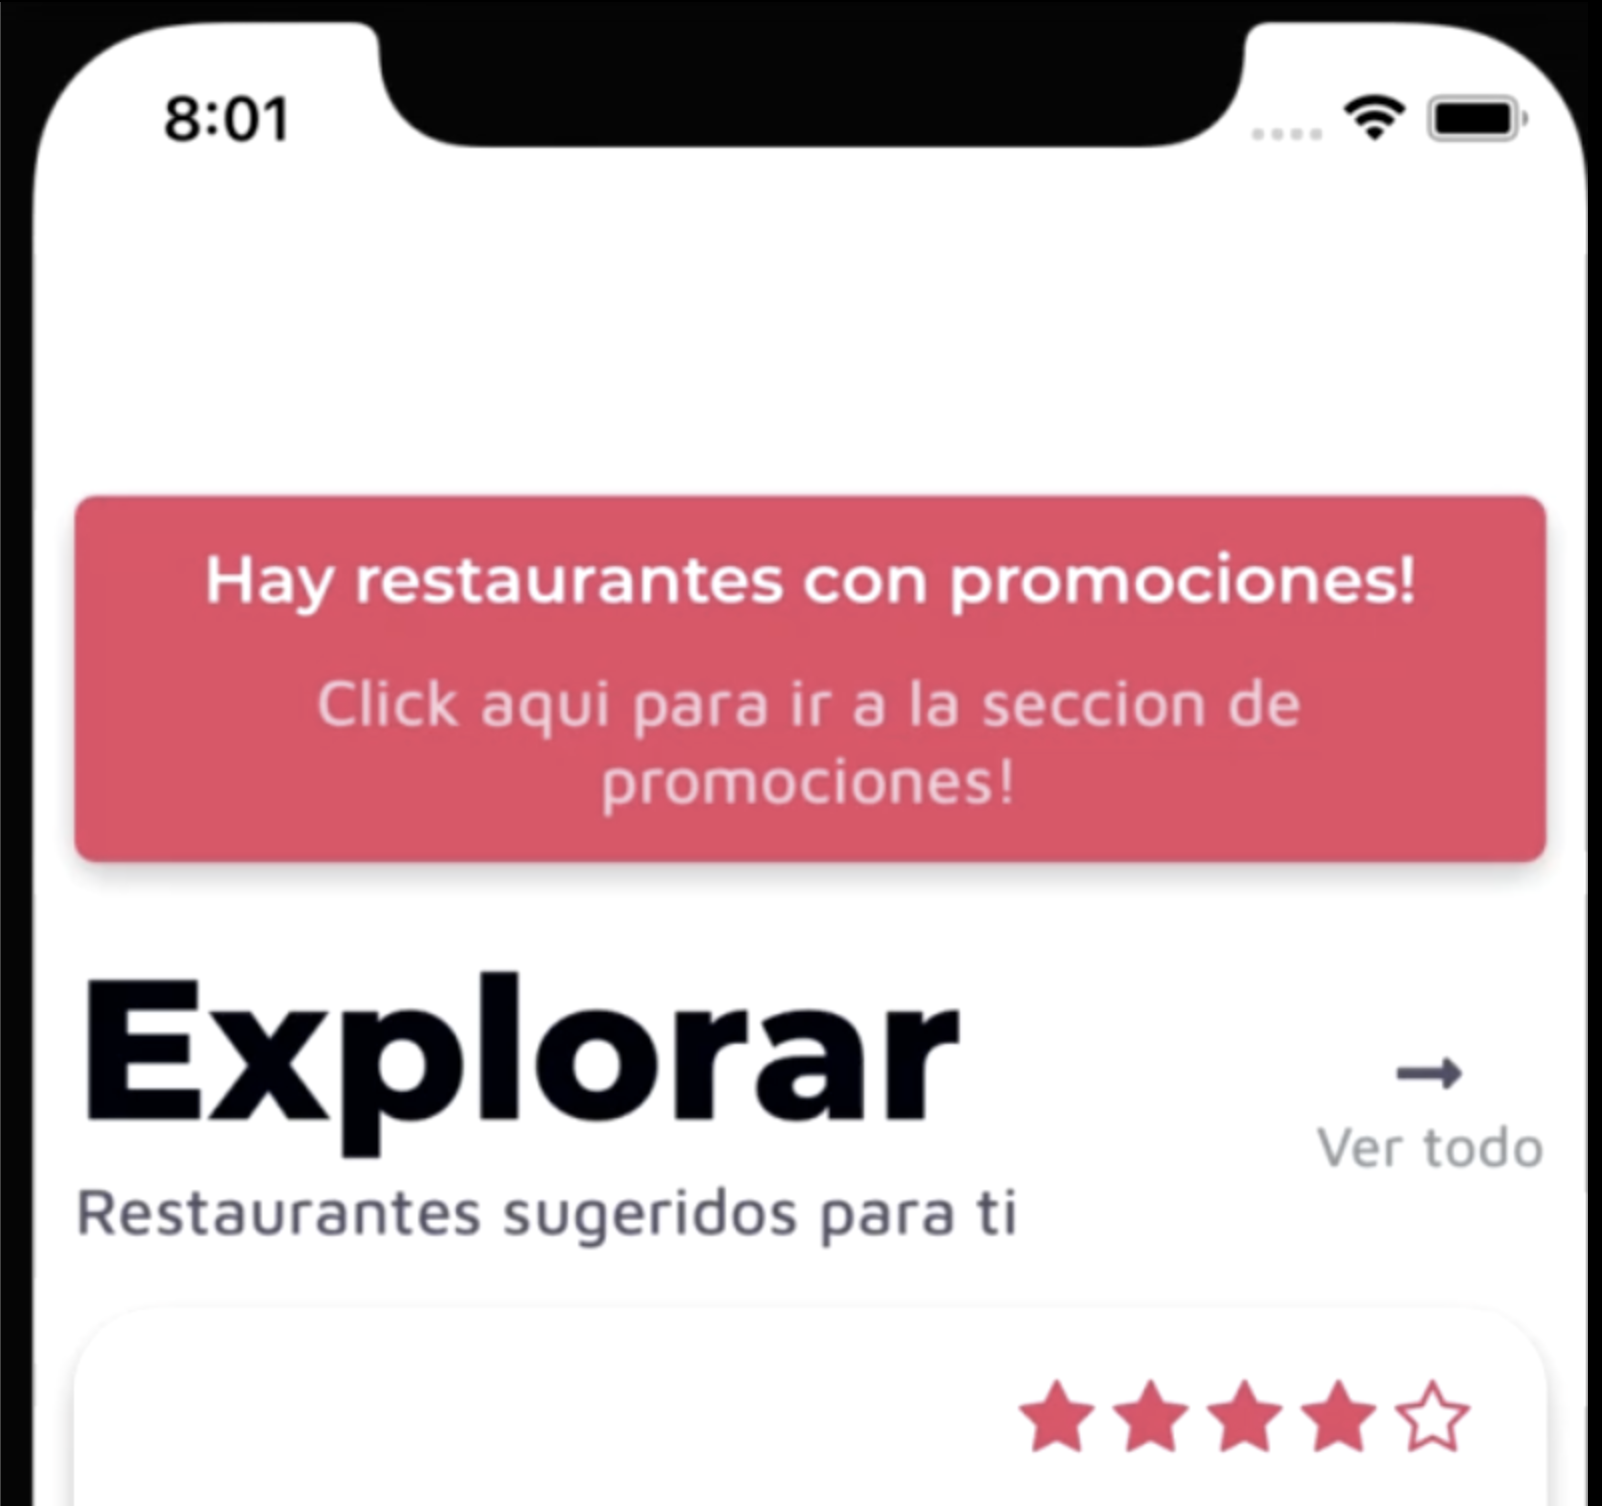 8:01
Hay restaurantes con promociones!
Click aqui para ir a la seccion de
promociones!
Explorar
Ver todo
Restaurantes sugeridos para ti